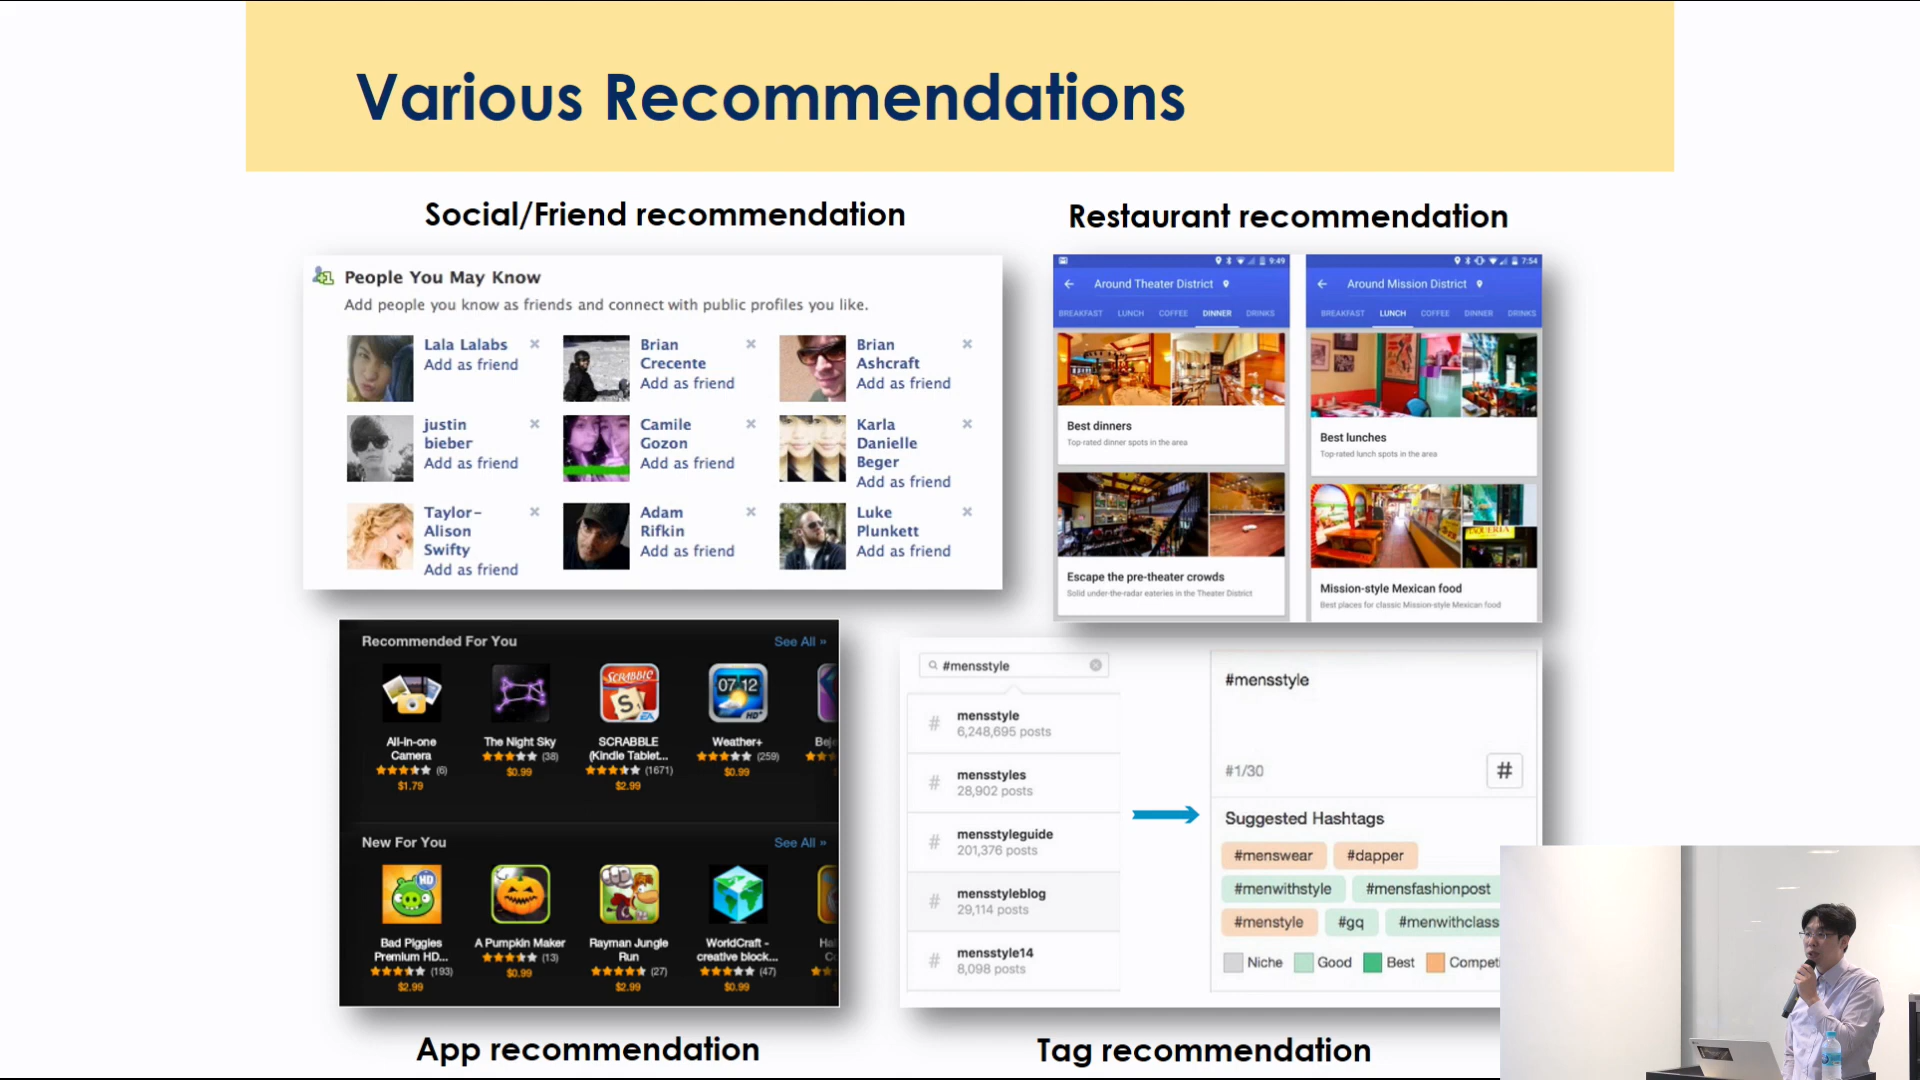 Various Recommendations
Social/Friend recommendation
People You May Know
Add people you know as friends and connect with public profiles you like.
Lala Lalabs
Add as friend
Brian
Crecente
Add as friend
Brian
Ashcraft
Add as friend
justin
bieber
Add as friend
Camile
Gozon
Add as friend
Karla
Danielle
Beger
Add as friend
Taylor-
Alison
Swifty
Add as friend
Adam
Rifkin
Add as friend
Luke
Plunkett
Add as friend
Restaurant recommendation
9:49
Around Theater District
BREAKFAST LUNCH COFFEE DINNER DRINKS
Best dinners
Top-rated dinner spots in the area
Escape the pre-theater crowds
Solid under-the-radar eateries in the Theater District
7:54
Around Mission District
BREAKFAST LUNCH COFFEE DINNER DRINKS
Best lunches
Top-rated lunch spots in the area
Mission-style Mexican food
Best places for classic Mission-style Mexican food
Recommended For You
See All »
All-in-one
Camera
(6)
$1.79
The Night Sky
(38)
$0.99
SCRABBLE
(Kindle Tablet...
(1671)
$2.99
Weather+
(259)
$0.99
Beje
New For You
See All »
Bad Piggies
Premium HD...
(193)
$2.99
A Pumpkin Maker
(13)
$0.99
Rayman Jungle
Run
(27)
$2.99
WorldCraft -
creative block...
(47)
$0.99
App recommendation
#mensstyle
# mensstyle
6,248,695 posts
# mensstyles
28,902 posts
# mensstyleguide
201,376 posts
# mensstyleblog
29,114 posts
# mensstyle14
8,098 posts
#mensstyle
#1/30
#
Suggested Hashtags
#menswear #dapper
#menwithstyle #mensfashionpost
#menstyle #gq #menwithclass
Niche Good Best Competi
Tag recommendation